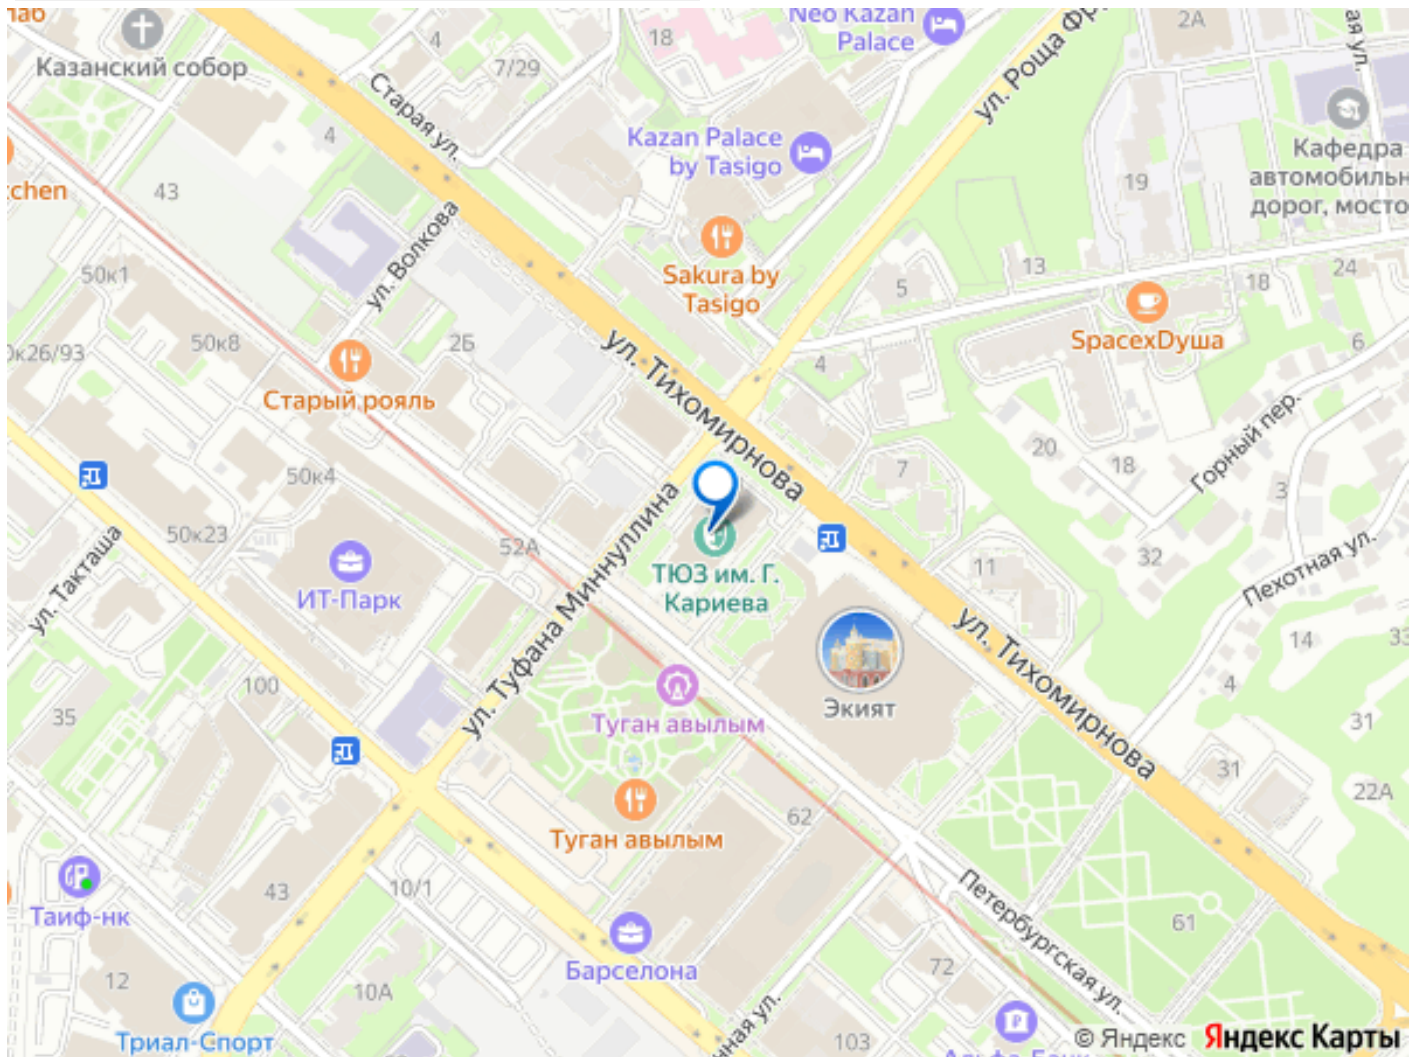 4
18
Neo Kazan
Palace
2А
ул.
Казанский собор
7/29
Старая ул.
ул. Роща
Kazan Palace
by Tasigo
Кафедра
дорог,
4
43
19
ул. Волкова
Sakura by
Tasigo
50к1
5
13
18
24
SpacexDуша
50к8
2Б
ул. Тихомирнова
6
4
Старый рояль
Горный пер.
20
18
7
3
50к4
50к23
52А
ИТ-Парк
ул. Такташа
ул. Туфана Миннуллина
ТЮЗ им. Г.
Кариева
11
32
Пехотная ул.
14
33
ул. Тихомирнова
100
35
Туган авылым
Экият
4
31
31
22А
Туган авылым
62
Таиф-нк
43
10/1
Петербургская ул.
61
Барселона
72
12
10А
Триал-Спорт
103
© Яндекс Яндекс Карты